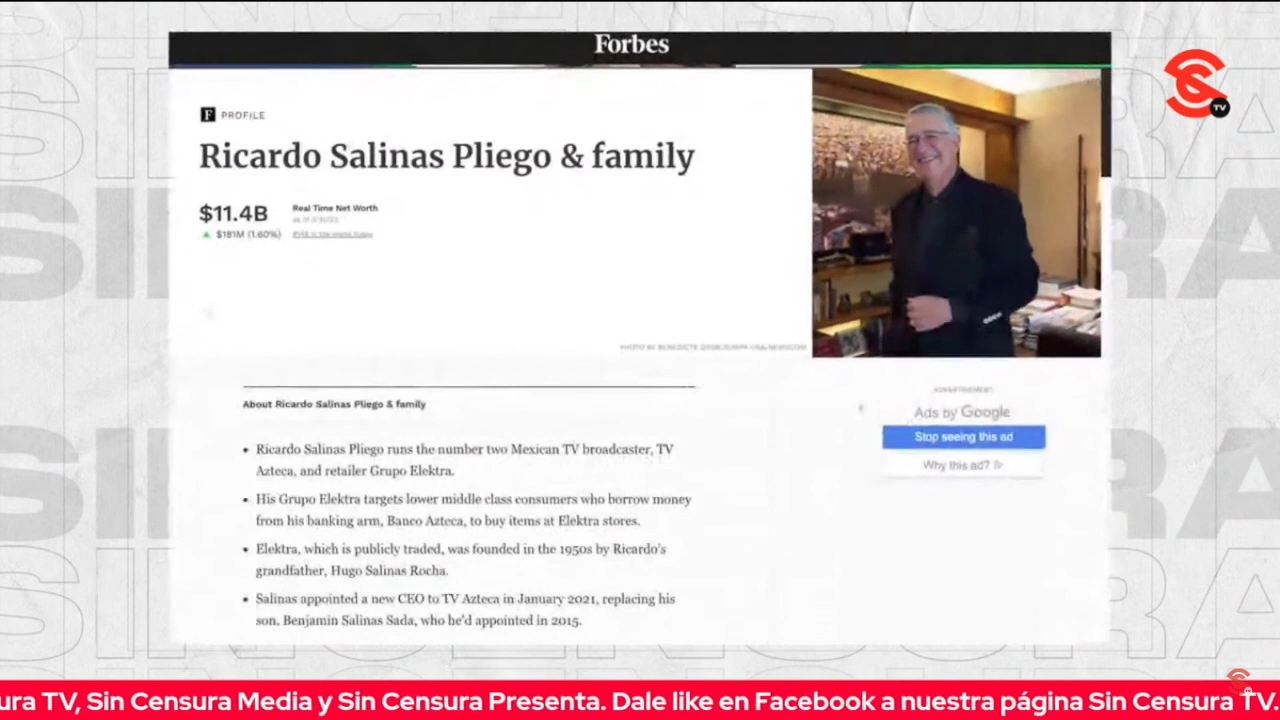 Forbes
TV
F PROFILE
Ricardo Salinas Pliego & family
$11.4B
Real Time Net Worth
$181M (1.60%)
in the world today
About Ricardo Salinas Pliego & family
• Ricardo Salinas Pliego runs the number two Mexican TV broadcaster, TV
Azteca, and retailer Grupo Elektra.
• His Grupo Elektra targets lower middle class consumers who borrow money
from his banking arm, Banco Azteca, to buy items at Elektra stores.
• Elektra, which is publicly traded, was founded in the 1950s by Ricardo's
grandfather, Hugo Salinas Rocha.
• Salinas appointed a new CEO to TV Azteca in January 2021, replacing his
son, Benjamin Salinas Sada, who he'd appointed in 2015.
ADVERTISEMENT
Ads by Google
Stop seeing this ad
Why this ad?
ura TV, Sin Censura Media y Sin Censura Presenta. Dale like en Facebook a nuestra página Sin Censura TV.